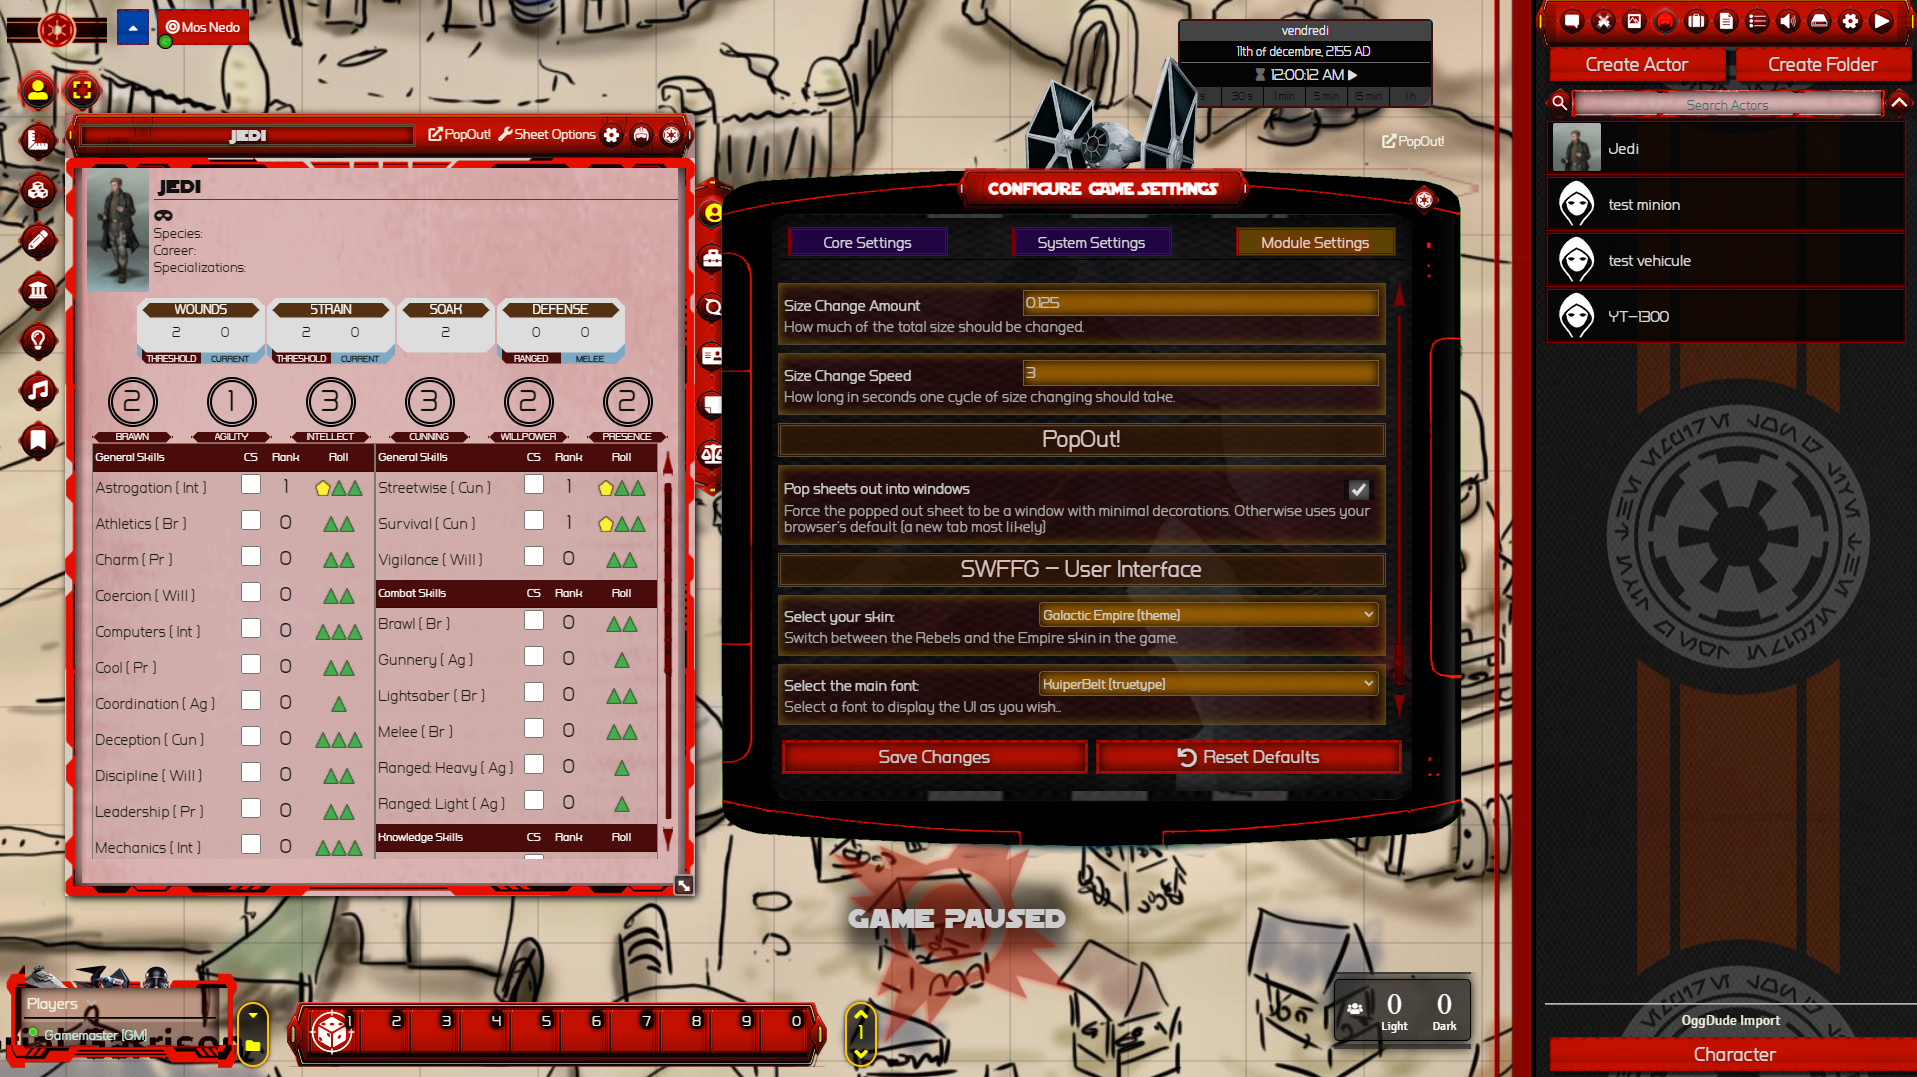 Mos Nedo
vendredi
11th of décembre, 2155 AD
12:00:12 AM
s 30 s 1 min 5 min 15 min 1 h
PopOut!
JEDI
PopOut! Sheet Options
JEDI
Species:
Career:
Specializations:
WOUNDS STRAIN SOAK DEFENSE
2 0 2 0 2 0 0
THRESHOLD CURRENT THRESHOLD CURRENT RANGED MELEE
2 1 3 3 2 2
BRAWN AGILITY INTELLECT CUNNING WILLPOWER PRESENCE
General Skills CS Rank Roll
Astrogation ( Int ) 1
Athletics ( Br ) 0
Charm ( Pr ) 0
Coercion ( Will ) 0
Computers ( Int ) 0
Cool ( Pr ) 0
Coordination ( Ag ) 0
Deception ( Cun ) 0
Discipline ( Will ) 0
Leadership ( Pr ) 0
Mechanics ( Int ) 0
General Skills CS Rank Roll
Streetwise ( Cun ) 1
Survival ( Cun ) 1
Vigilance ( Will ) 0
Combat Skills CS Rank Roll
Brawl ( Br ) 0
Gunnery ( Ag ) 0
Lightsaber ( Br ) 0
Melee ( Br ) 0
Ranged: Heavy ( Ag ) 0
Ranged: Light ( Ag ) 0
Knowledge Skills CS Rank Roll
CONFIGURE GAME SETTINGS
Core Settings System Settings Module Settings
Size Change Amount 0.125
How much of the total size should be changed.
Size Change Speed 3
How long in seconds one cycle of size changing should take.
PopOut!
Pop sheets out into windows
Force the popped out sheet to be a window with minimal decorations. Otherwise uses your
browser's default (a new tab most likely)
SWFFG - User Interface
Select your skin: Galactic Empire (theme)
Switch between the Rebels and the Empire skin in the game.
Select the main font: KuiperBelt (truetype)
Select a font to display the UI as you wish...
Save Changes Reset Defaults
GAME PAUSED
Players
Gamemaster [GM]
1 2 3 4 5 6 7 8 9 0
1
0 0
Light Dark
Create Actor Create Folder
Search Actors
Jedi
test minion
test vehicule
YT-1300
OggDude Import
Character